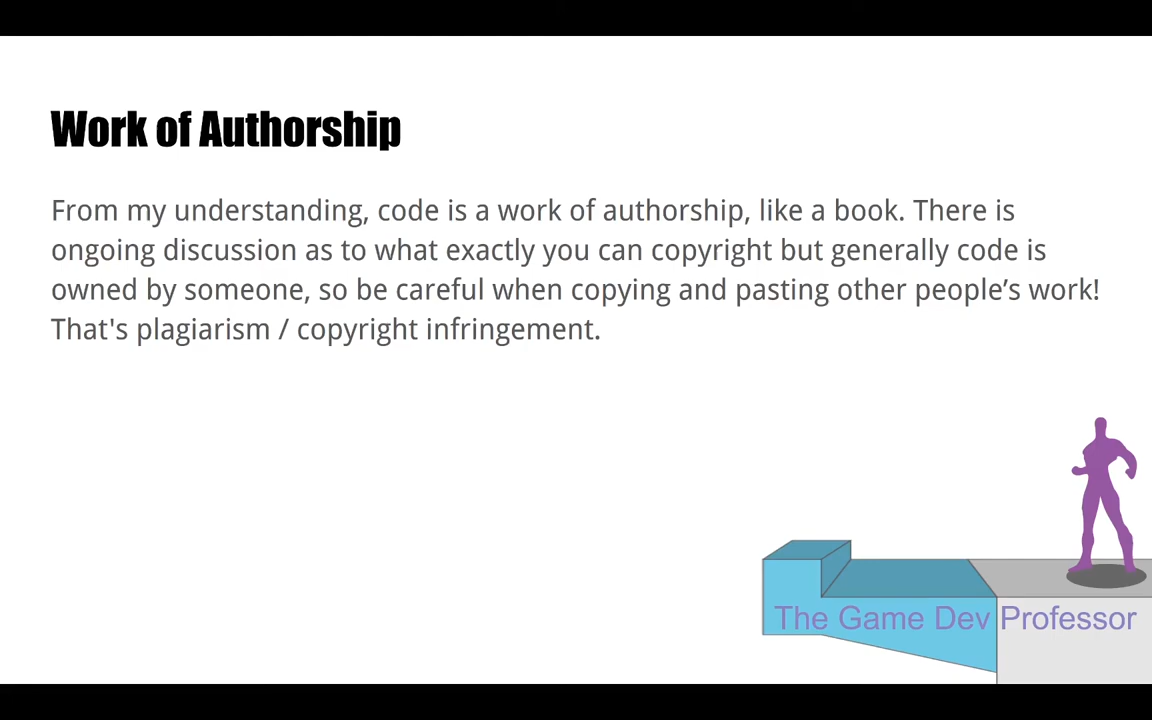 Work of Authorship
From my understanding, code is a work of authorship, like a book. There is
ongoing discussion as to what exactly you can copyright but generally code is
owned by someone, so be careful when copying and pasting other people’s work!
That's plagiarism / copyright infringement.
The Game Dev Professor